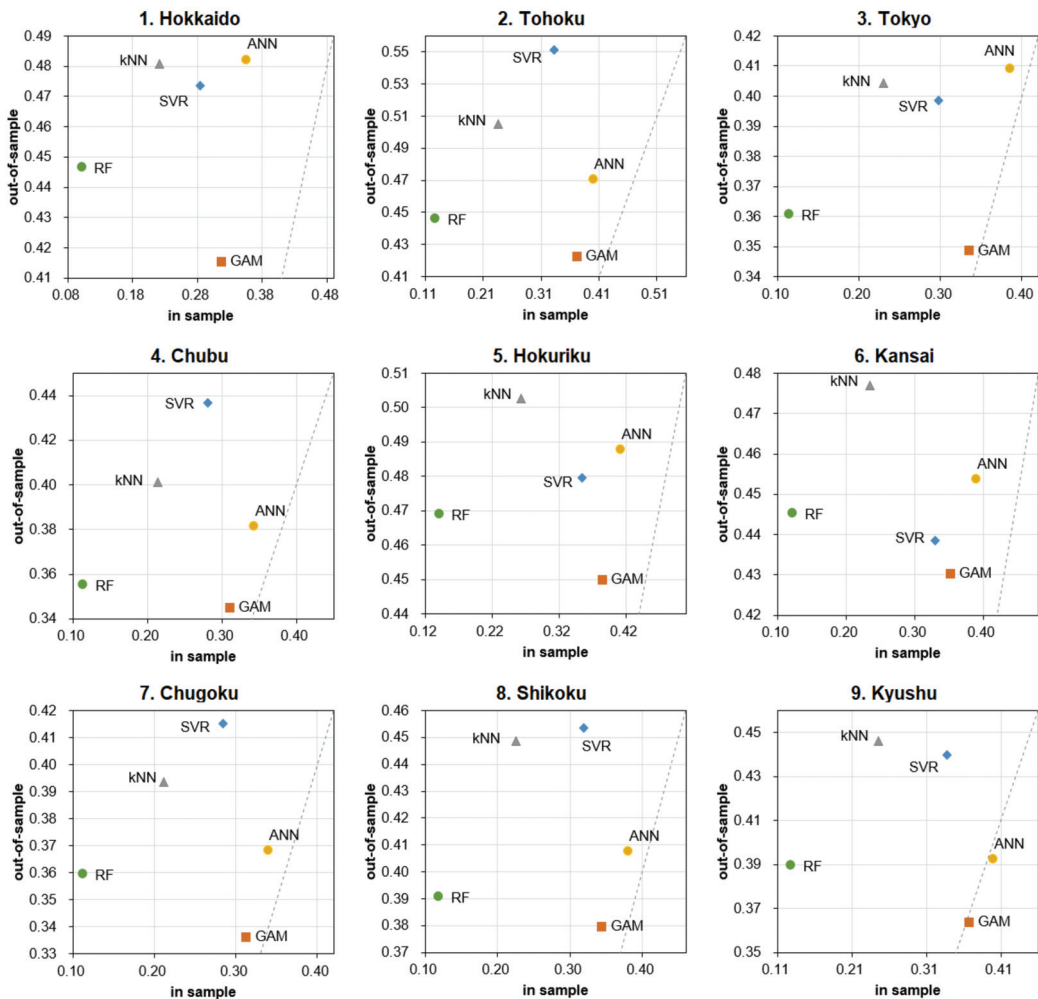 1. Hokkaido
out-of-sample
0.49
0.48
0.47
0.46
0.45
0.44
0.43
0.42
0.41
kNN
ANN
SVR
RF
GAM
0.08 0.18 0.28 0.38 0.48
in sample
2. Tohoku
out-of-sample
0.55
0.53
0.51
0.49
0.47
0.45
0.43
0.41
SVR
kNN
ANN
RF
GAM
0.11 0.21 0.31 0.41 0.51
in sample
3. Tokyo
out-of-sample
0.42
0.41
0.40
0.39
0.38
0.37
0.36
0.35
0.34
ANN
kNN
SVR
RF
GAM
0.10 0.20 0.30 0.40
in sample
4. Chubu
out-of-sample
0.44
0.42
0.40
0.38
0.36
0.34
SVR
kNN
ANN
RF
GAM
0.10 0.20 0.30 0.40
in sample
5. Hokuriku
out-of-sample
0.51
0.50
0.49
0.48
0.47
0.46
0.45
0.44
kNN
ANN
SVR
RF
GAM
0.12 0.22 0.32 0.42
in sample
6. Kansai
out-of-sample
0.48
0.47
0.46
0.45
0.44
0.43
0.42
kNN
ANN
RF
SVR
GAM
0.10 0.20 0.30 0.40
in sample
7. Chugoku
out-of-sample
0.42
0.41
0.40
0.39
0.38
0.37
0.36
0.35
0.34
0.33
SVR
kNN
ANN
RF
GAM
0.10 0.20 0.30 0.40
in sample
8. Shikoku
out-of-sample
0.46
0.45
0.44
0.43
0.42
0.41
0.40
0.39
0.38
0.37
kNN
SVR
ANN
RF
GAM
0.10 0.20 0.30 0.40
in sample
9. Kyushu
out-of-sample
0.45
0.43
0.41
0.39
0.37
0.35
kNN
SVR
ANN
RF
GAM
0.11 0.21 0.31 0.41
in sample